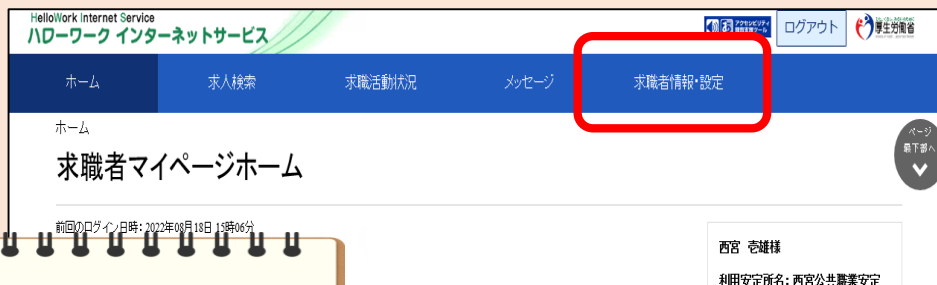 HelloWork Internet Service
ハローワーク インターネットサービス
ログアウト
厚生労働省
ホーム 求人検索 求職活動状況 メッセージ 求職者情報・設定
ホーム
求職者マイページホーム
ページ
最下部へ
前回のログイン日時：2022年08月18日 15時06分
西宮 壱雄様
利用安定所名：西宮公共職業安定